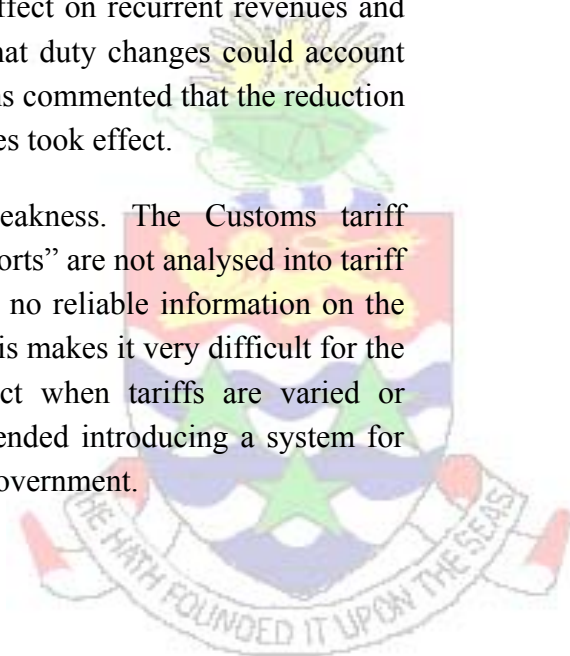 ffect on recurrent revenues and
hat duty changes could account
ns commented that the reduction
es took effect.
eakness. The Customs tariff
orts” are not analysed into tariff
no reliable information on the
is makes it very difficult for the
ct when tariffs are varied or
ended introducing a system for
overnment.
HE HATH FOUNDED IT UPON THE SEAS